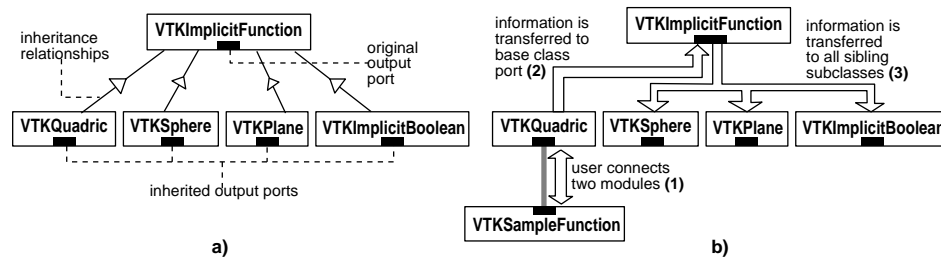 VTKImplicitFunction
inheritance
relationships
original
output
port
VTKQuadric
VTKSphere
VTKPlane
VTKImplicitBoolean
inherited output ports
a)
information is
transferred to
base class
port (2)
VTKImplicitFunction
information is
transferred
to all sibling
subclasses (3)
VTKQuadric
VTKSphere
VTKPlane
VTKImplicitBoolean
user connects
two modules (1)
VTKSampleFunction
b)